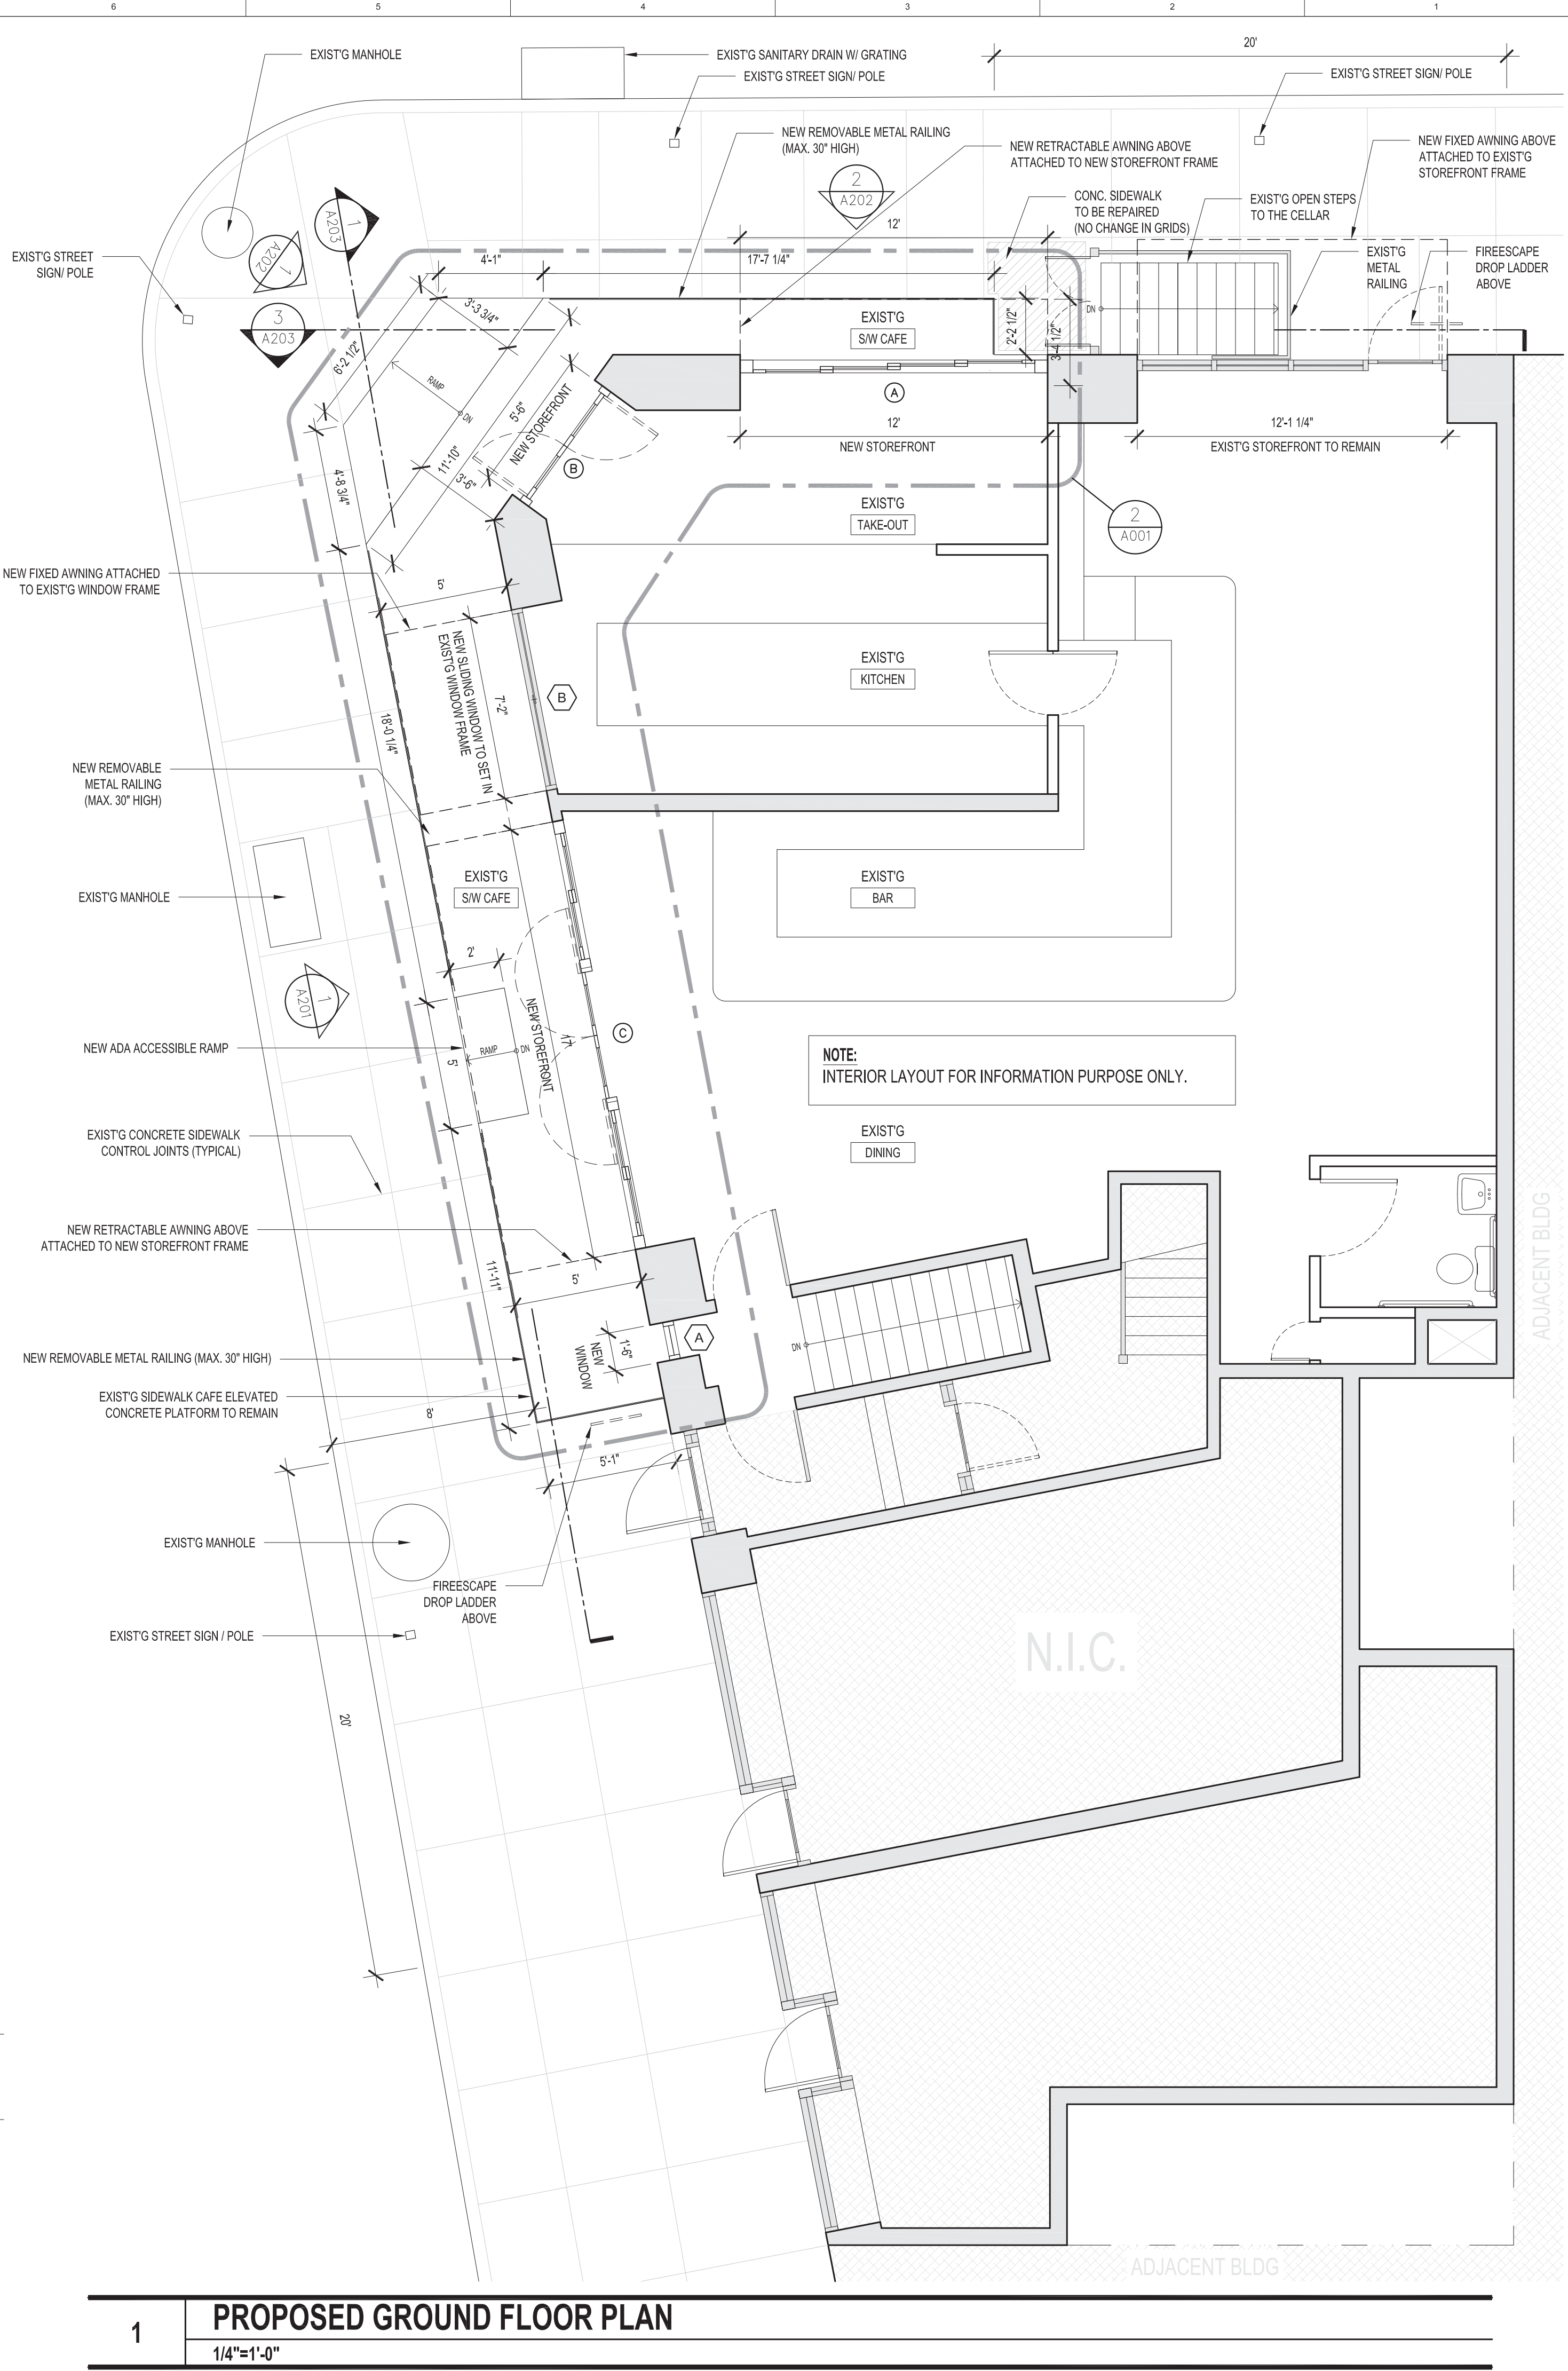 6
5
4
3
2
1
EXIST'G MANHOLE
EXIST'G SANITARY DRAIN W/ GRATING
EXIST'G STREET SIGN/ POLE
20'
EXIST'G STREET SIGN/ POLE
NEW REMOVABLE METAL RAILING
(MAX. 30" HIGH)
NEW RETRACTABLE AWNING ABOVE
ATTACHED TO NEW STOREFRONT FRAME
NEW FIXED AWNING ABOVE
ATTACHED TO EXIST'G
STOREFRONT FRAME
2
A202
CONC. SIDEWALK
TO BE REPAIRED
(NO CHANGE IN GRIDS)
EXIST'G OPEN STEPS
TO THE CELLAR
1
A203
1
A202
3
A203
EXIST'G STREET
SIGN/ POLE
12'
4'-1"
17'-7 1/4"
EXIST'G
METAL
RAILING
FIREESCAPE
DROP LADDER
ABOVE
3'-3 3/4"
6'-2 1/2"
EXIST'G
S/W CAFE
2'-2 1/2"
3'-4 1/2"
DN
RAMP
DN
5'-6"
NEW STOREFRONT
11'-10"
3'-6"
B
A
12'
NEW STOREFRONT
12'-1 1/4"
EXIST'G STOREFRONT TO REMAIN
4'-8 3/4"
EXIST'G
TAKE-OUT
2
A001
NEW FIXED AWNING ATTACHED
TO EXIST'G WINDOW FRAME
5'
NEW SLIDING WINDOW TO SET IN
EXIST'G WINDOW FRAME
7'-2"
B
EXIST'G
KITCHEN
18'-0 1/4"
NEW REMOVABLE
METAL RAILING
(MAX. 30" HIGH)
EXIST'G MANHOLE
EXIST'G
S/W CAFE
EXIST'G
BAR
2'
1
A201
NEW STOREFRONT
17'
C
NEW ADA ACCESSIBLE RAMP
5'
RAMP
DN
NOTE:
INTERIOR LAYOUT FOR INFORMATION PURPOSE ONLY.
EXIST'G CONCRETE SIDEWALK
CONTROL JOINTS (TYPICAL)
EXIST'G
DINING
NEW RETRACTABLE AWNING ABOVE
ATTACHED TO NEW STOREFRONT FRAME
11'-11"
5'
ADJACENT BLDG
NEW REMOVABLE METAL RAILING (MAX. 30" HIGH)
NEW
WINDOW
1'-6"
A
DN
EXIST'G SIDEWALK CAFE ELEVATED
CONCRETE PLATFORM TO REMAIN
8'
5'-1"
EXIST'G MANHOLE
FIREESCAPE
DROP LADDER
ABOVE
EXIST'G STREET SIGN / POLE
20'
N.I.C.
ADJACENT BLDG
1
PROPOSED GROUND FLOOR PLAN
1/4"=1'-0"